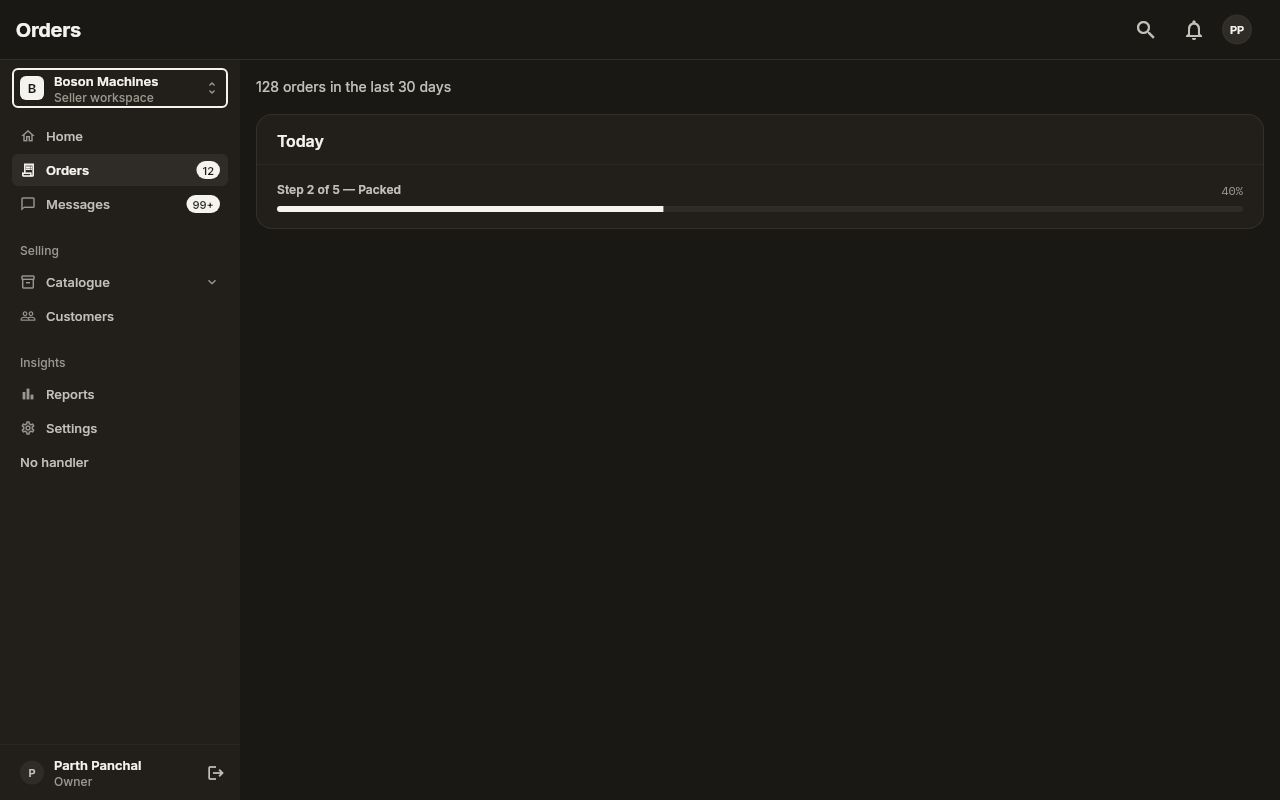 Orders
PP
B
Boson Machines
Seller workspace
Home
Orders
12
Messages
99+
Selling
Catalogue
Customers
Insights
Reports
Settings
No handler
P
Parth Panchal
Owner
128 orders in the last 30 days
Today
Step 2 of 5 — Packed
40%